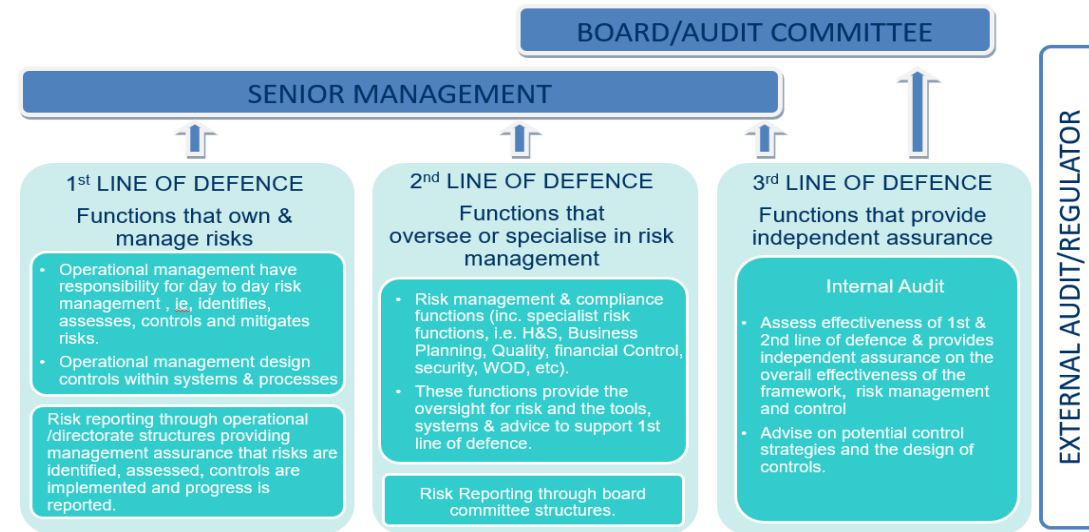 BOARD/AUDIT COMMITTEE
SENIOR MANAGEMENT
1st LINE OF DEFENCE
Functions that own &
manage risks
• Operational management have
responsibility for day to day risk
management , ie, identifies,
assesses, controls and mitigates
risks.
• Operational management design
controls within systems & processes
Risk reporting through operational
/directorate structures providing
management assurance that risks are
identified, assessed, controls are
implemented and progress is
reported.
2nd LINE OF DEFENCE
Functions that
oversee or specialise in risk
management
• Risk management & compliance
functions (inc. specialist risk
functions, i.e. H&S, Business
Planning, Quality, financial Control,
security, WOD, etc).
• These functions provide the
oversight for risk and the tools,
systems & advice to support 1st
line of defence.
Risk Reporting through board
committee structures.
3rd LINE OF DEFENCE
Functions that provide
independent assurance
Internal Audit
• Assess effectiveness of 1st &
2nd line of defence & provides
independent assurance on the
overall effectiveness of the
framework, risk management
and control
• Advise on potential control
strategies and the design of
controls.
EXTERNAL AUDIT/REGULATOR